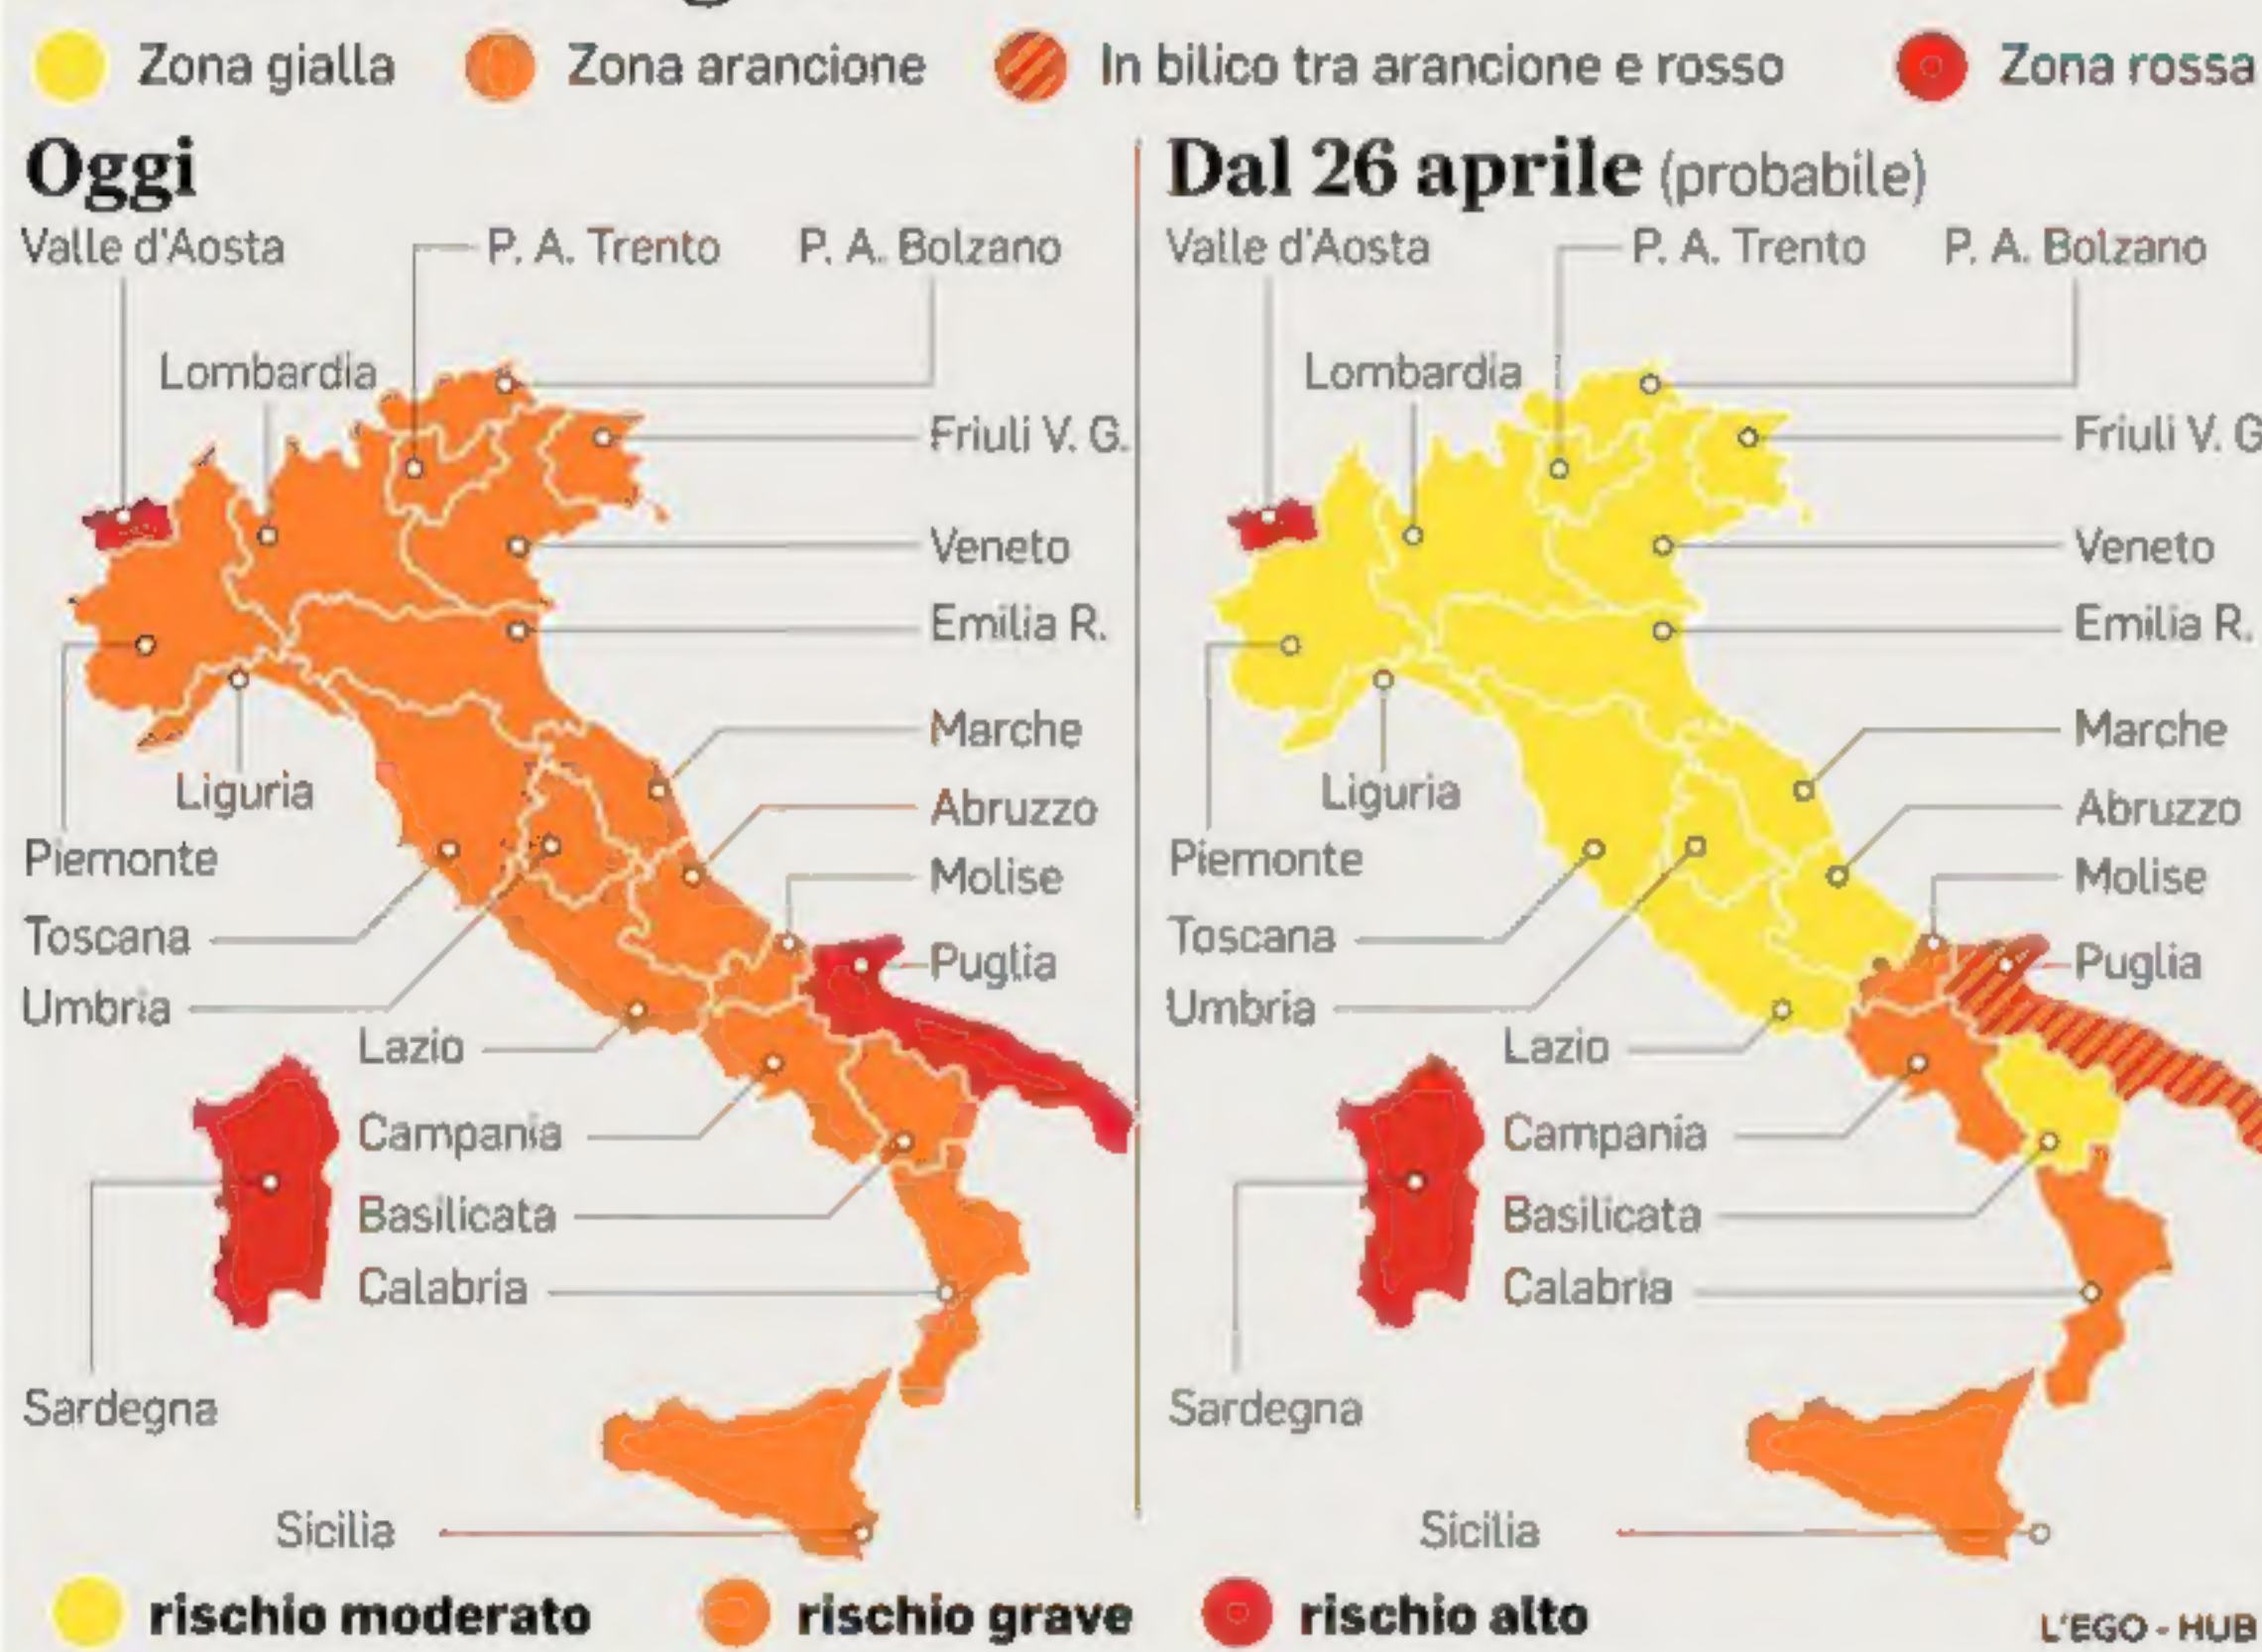 Zona gialla
Zona arancione
In bilico tra arancione e rosso
Zona rossa
Oggi
Valle d'Aosta
P. A. Trento
P. A. Bolzano
Lombardia
Friuli V. G.
Veneto
Emilia R.
Marche
Liguria
Abruzzo
Piemonte
Molise
Toscana
Puglia
Umbria
Lazio
Campania
Basilicata
Calabria
Sardegna
Sicilia
Dal 26 aprile (probabile)
Valle d'Aosta
P. A. Trento
P. A. Bolzano
Lombardia
Friuli V. G
Veneto
Emilia R.
Marche
Liguria
Abruzzo
Piemonte
Molise
Toscana
Puglia
Umbria
Lazio
Campania
Basilicata
Calabria
Sardegna
Sicilia
rischio moderato
rischio grave
rischio alto
L'EGO - HUB